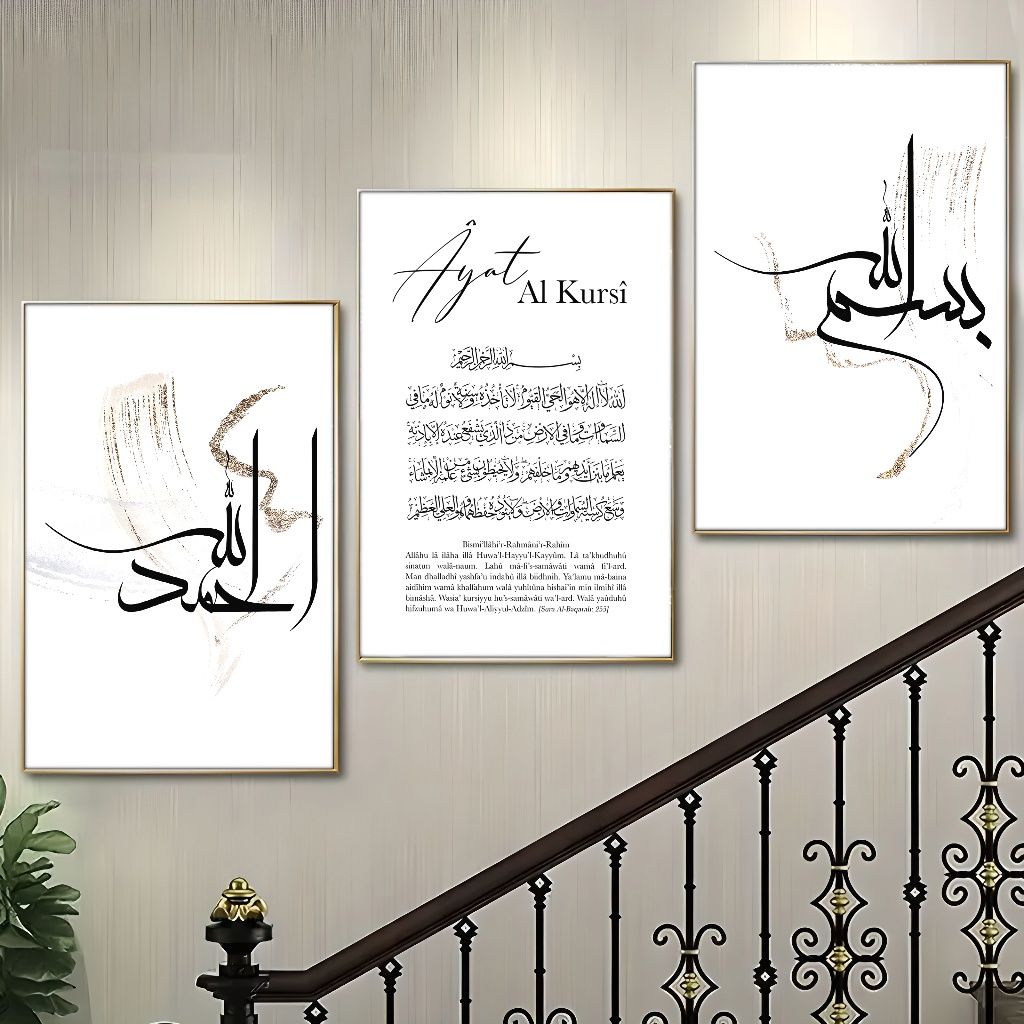 الحمد لله
Âyat
Al Kursî
بسم الله الرحمن الرحيم
الله لا إله إلا هو الحي القيوم لا تأخذه سنة ولا نوم له ما في
السماوات وما في الأرض من ذا الذي يشفع عنده إلا بإذنه
يعلم ما بين أيديهم وما خلفهم ولا يحيطون بشيء من علمه إلا بما شاء
وسع كرسيه السماوات والأرض ولا يؤده حفظهما وهو العلي العظيم
Bismi'llâhi'r-Rahmâni'r-Rahîm
Allâhu lâ ilâha illâ Huwa'l-Hayyu'l-Kayyûm. Lâ ta'khudhuhû
sinatun walâ-naum. Lahû mâ-fi's-samâwâti wamâ fi'l-ard.
Man dhalladhî yashfa'u indahû illâ biidhnih. Ya'lamu mâ-baina
aidîhim wamâ khalfahum walâ yuhîtûna bishai'in min ilmihî illâ
bimâshâ. Wasia' kursiyyu hu's-samâwâti wa'l-ard. Walâ yaûduhû
hifzuhumâ wa Huwa'l-Aliyyul-Adzîm. [Sura Al-Baqarah: 255]
بسم الله